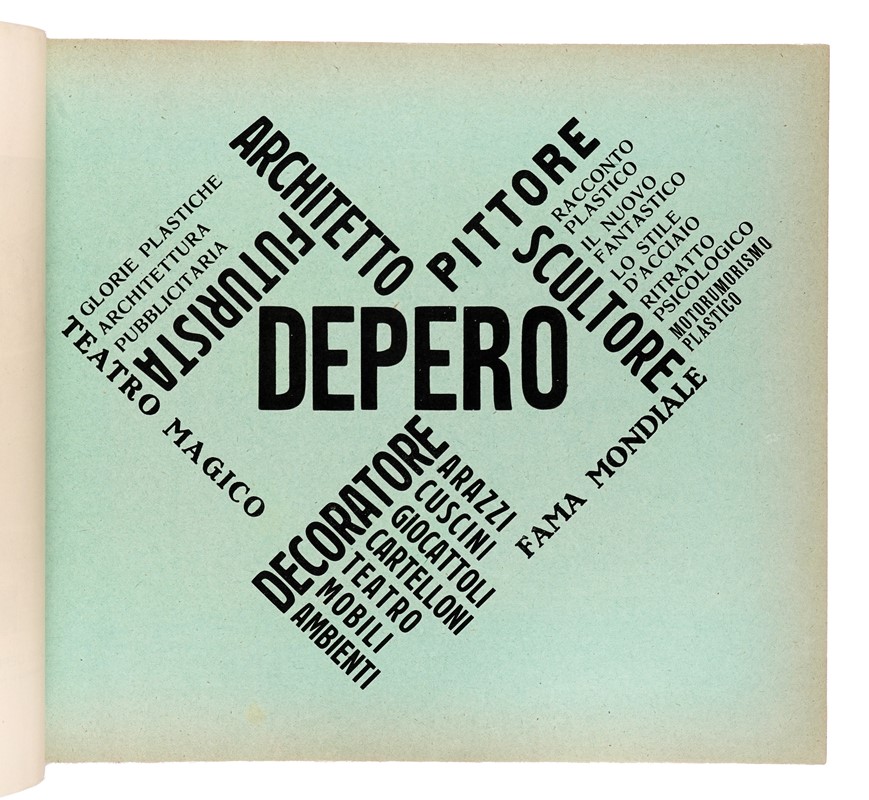 ARCHITETTO
PITTORE
FUTURISTA
SCULTORE
GLORIE PLASTICHE
ARCHITETTURA
PUBBLICITARIA
TEATRO MAGICO
RACCONTO
PLASTICO
IL NUOVO
FANTASTICO
LO STILE
D'ACCIAIO
RITRATTO
PSICOLOGICO
MOTORUMORISMO
PLASTICO
DEPERO
FAMA MONDIALE
DECORATORE
ARAZZI
CUSCINI
GIOCATTOLI
CARTELLONI
TEATRO
MOBILI
AMBIENTI